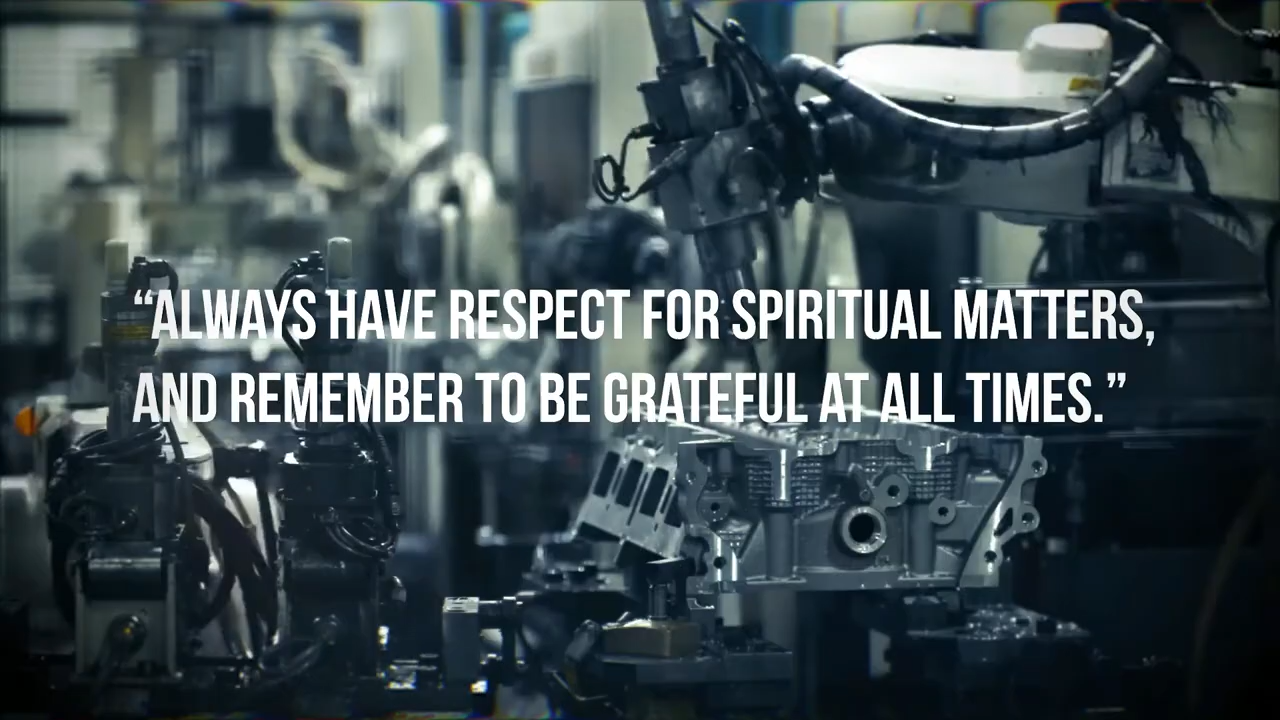 “ALWAYS HAVE RESPECT FOR SPIRITUAL MATTERS,
AND REMEMBER TO BE GRATEFUL AT ALL TIMES.”